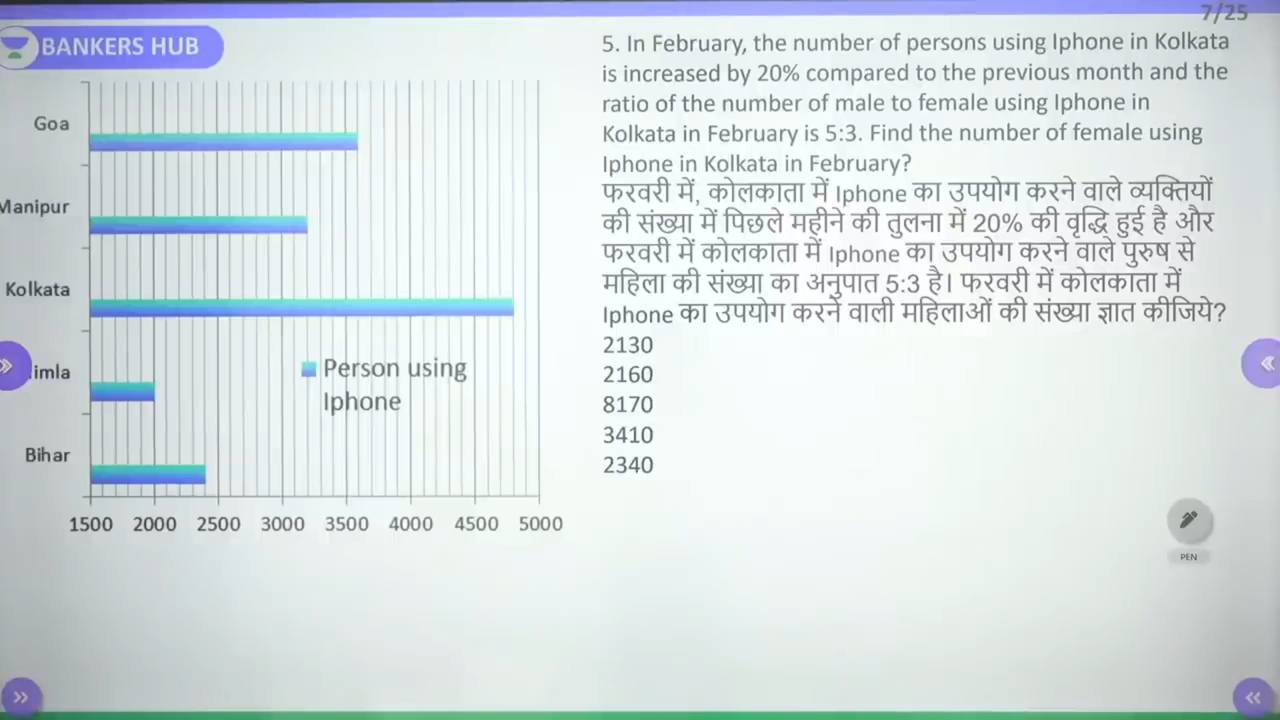 7/25
BANKERS HUB
5. In February, the number of persons using Iphone in Kolkata
is increased by 20% compared to the previous month and the
ratio of the number of male to female using Iphone in
Kolkata in February is 5:3. Find the number of female using
Iphone in Kolkata in February?
फरवरी में, कोलकाता में Iphone का उपयोग करने वाले व्यक्तियों
की संख्या में पिछले महीने की तुलना में 20% की वृद्धि हुई है और
फरवरी में कोलकाता में Iphone का उपयोग करने वाले पुरुष से
महिला की संख्या का अनुपात 5:3 है। फरवरी में कोलकाता में
Iphone का उपयोग करने वाली महिलाओं की संख्या ज्ञात कीजिये?
2130
2160
8170
3410
2340
Goa
Manipur
Kolkata
imla
Bihar
Person using
Iphone
1500 2000 2500 3000 3500 4000 4500 5000
PEN